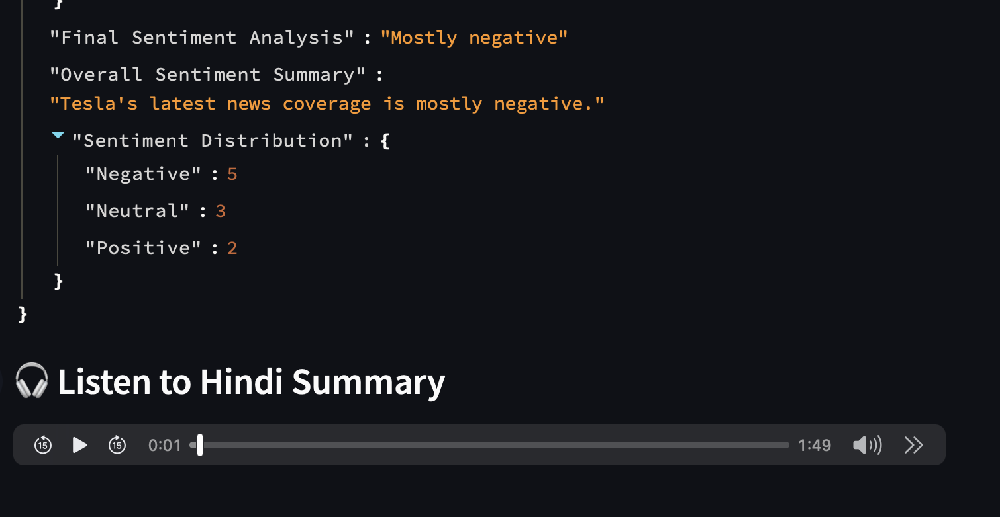 }
"Final Sentiment Analysis" : "Mostly negative"
"Overall Sentiment Summary" :
"Tesla's latest news coverage is mostly negative."
"Sentiment Distribution" : {
"Negative" : 5
"Neutral" : 3
"Positive" : 2
}
}
🎧 Listen to Hindi Summary
15 15 0:01 1:49